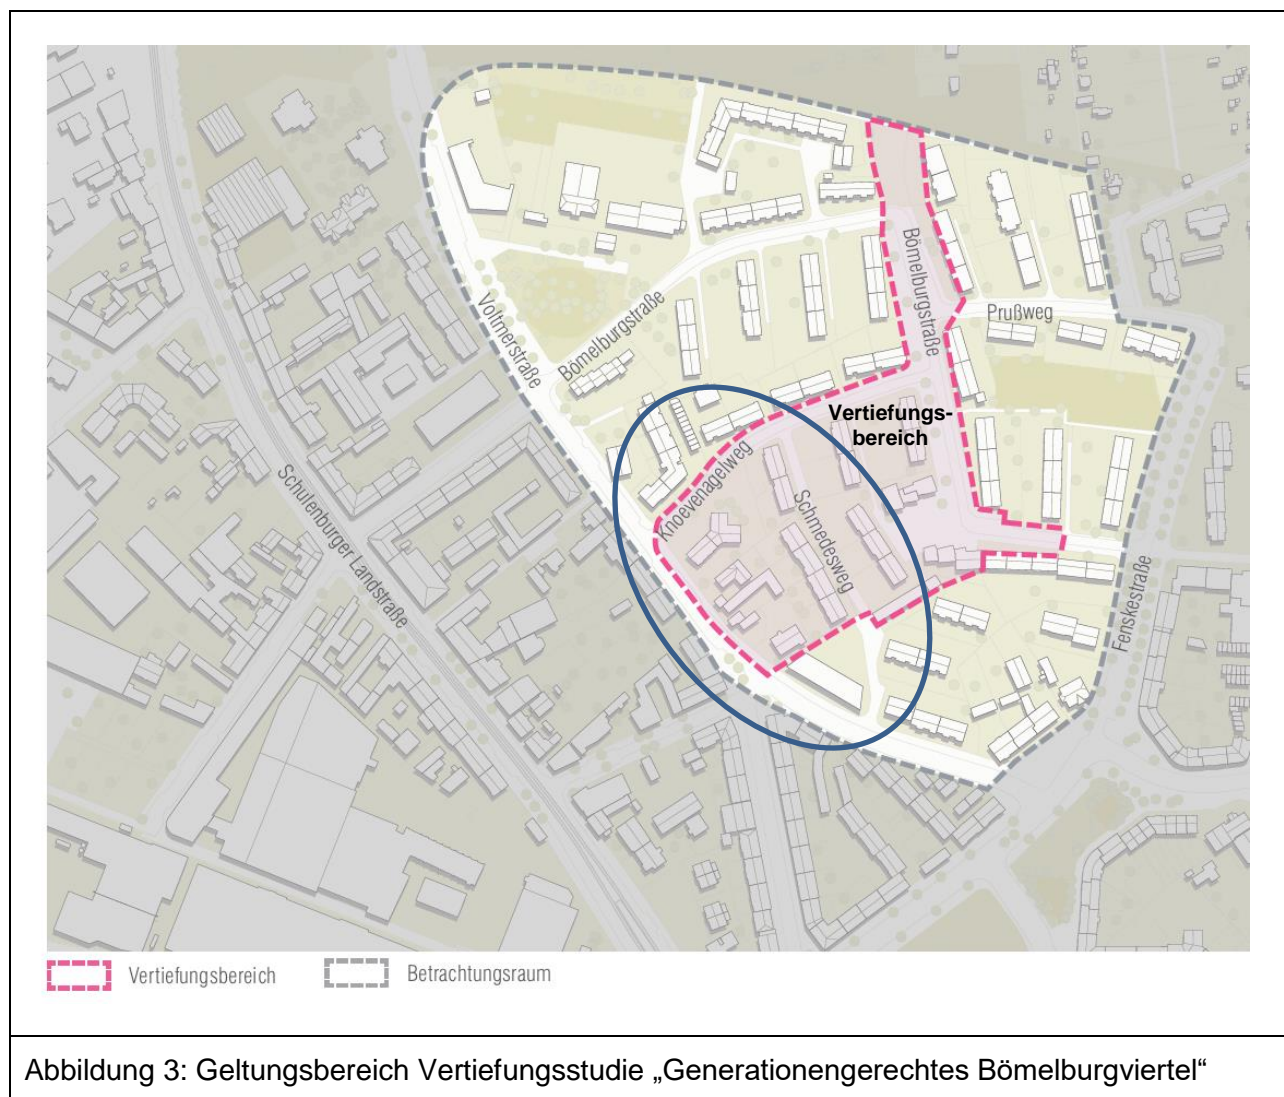 Bömelburgstraße
Voltmerstraße
Bömelburgstraße
Prußweg
Vertiefungs-
bereich
Knoevenagelweg
Schmedesweg
Schulenburger Landstraße
Fenskestraße
Vertiefungsbereich
Betrachtungsraum
Abbildung 3: Geltungsbereich Vertiefungsstudie „Generationengerechtes Bömelburgviertel“